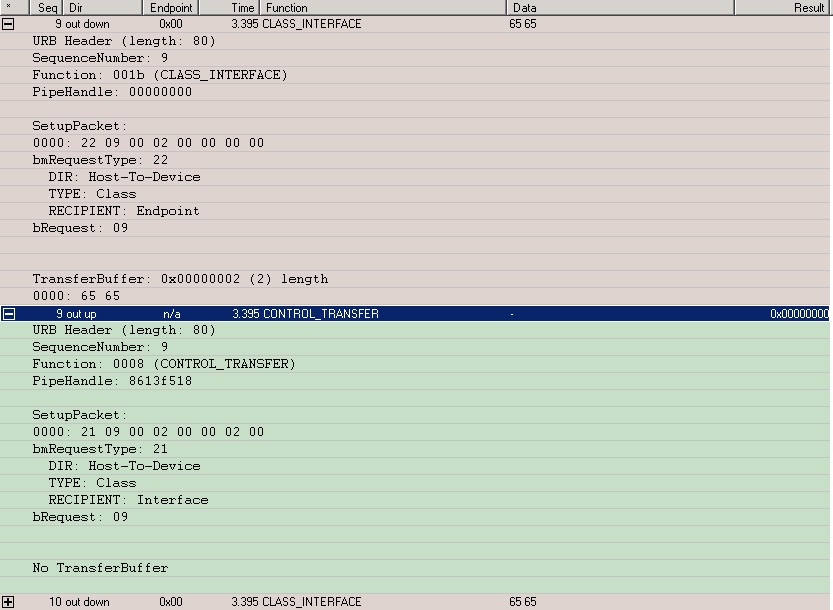 * Seq Dir Endpoint Time Function Data Result
9 out down 0x00 3.395 CLASS_INTERFACE 65 65
URB Header (length: 80)
SequenceNumber: 9
Function: 001b (CLASS_INTERFACE)
PipeHandle: 00000000
SetupPacket:
0000: 22 09 00 02 00 00 00 00
bmRequestType: 22
DIR: Host-To-Device
TYPE: Class
RECIPIENT: Endpoint
bRequest: 09
TransferBuffer: 0x00000002 (2) length
0000: 65 65
9 out up n/a 3.395 CONTROL_TRANSFER - 0x00000000
URB Header (length: 80)
SequenceNumber: 9
Function: 0008 (CONTROL_TRANSFER)
PipeHandle: 8613f518
SetupPacket:
0000: 21 09 00 02 00 00 02 00
bmRequestType: 21
DIR: Host-To-Device
TYPE: Class
RECIPIENT: Interface
bRequest: 09
No TransferBuffer
10 out down 0x00 3.395 CLASS_INTERFACE 65 65